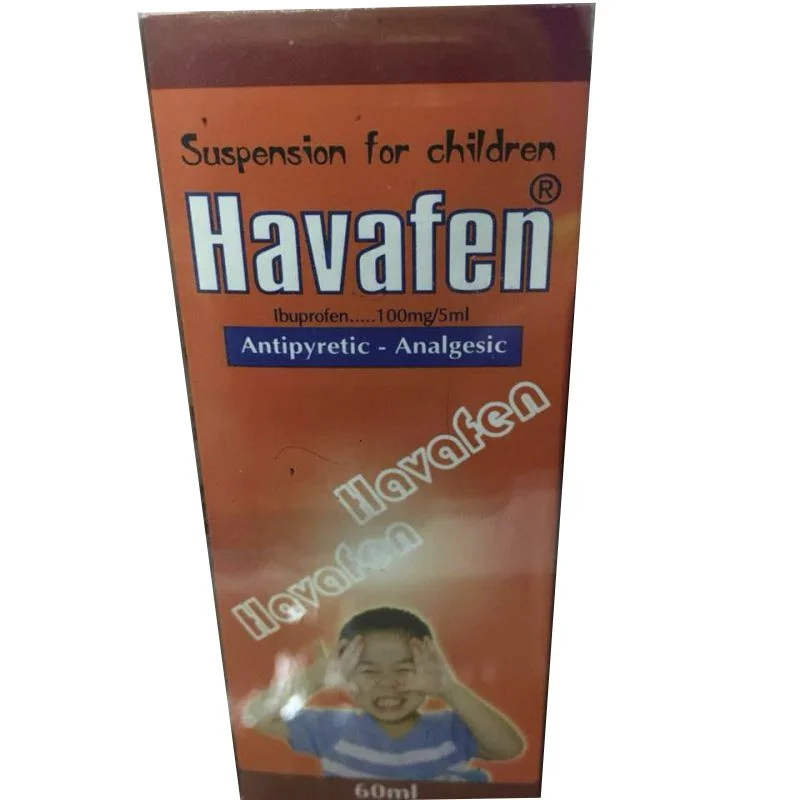 Suspension for children
Havafen®
Ibuprofen.....100mg/5ml
Antipyretic - Analgesic
Havafen
Havafen
60ml